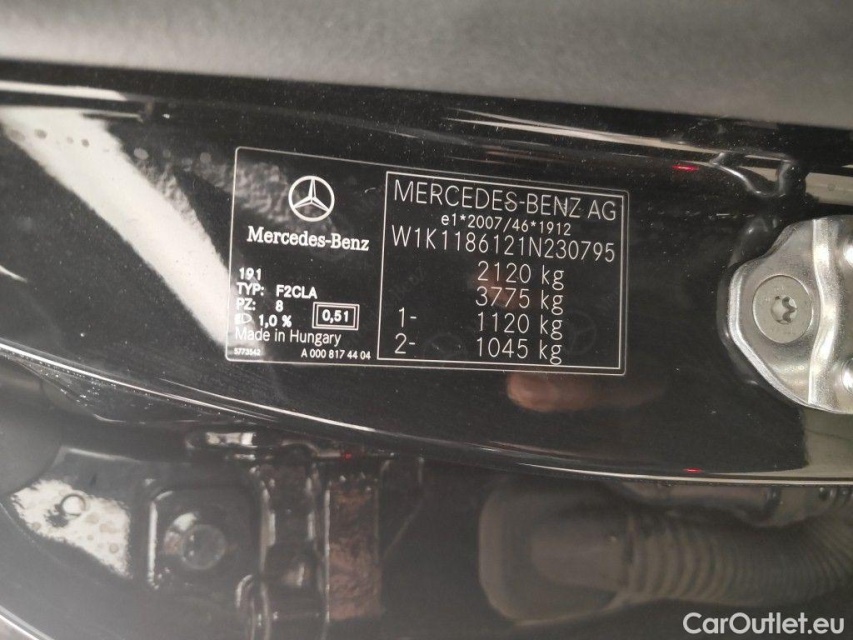 Mercedes-Benz
191
TYP: F2CLA
PZ: 8
1,0 % 0,51
Made in Hungary
5773542 A 000 817 44 04
MERCEDES-BENZ AG
e1*2007/46*1912
W1K1186121N230795
2120 kg
3775 kg
1- 1120 kg
2- 1045 kg
CarOutlet.eu